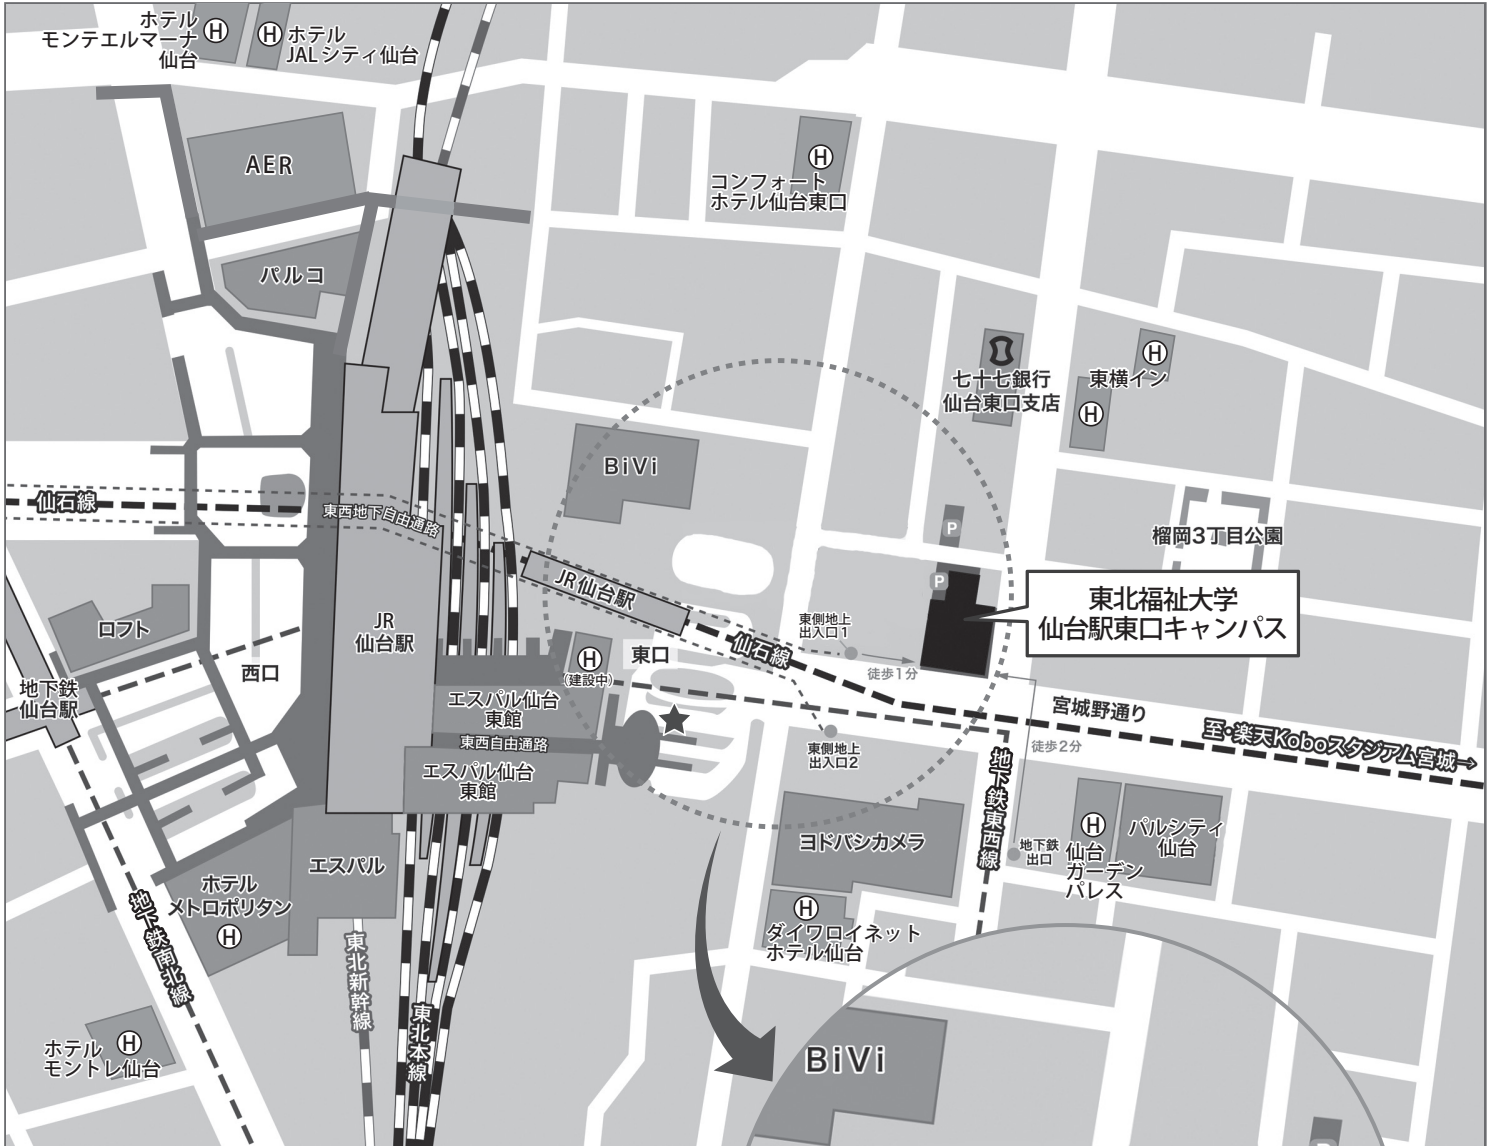 ホテル
モンテエルマーナ
仙台
H
H
ホテル
JALシティ仙台
AER
H
コンフォート
ホテル仙台東口
パルコ
七十七銀行
仙台東口支店
H
東横イン
H
BiVi
仙石線
東西地下自由通路
P
榴岡3丁目公園
P
東北福祉大学
仙台駅東口キャンパス
JR仙台駅
ロフト
JR
仙台駅
東側地上
出入口1
仙石線
徒歩1分
東口
H
(建設中)
西口
地下鉄
仙台駅
エスパル仙台
東館
宮城野通り
至・楽天Koboスタジアム宮城→
東西自由通路
東側地上
出入口2
徒歩2分
エスパル仙台
東館
地下鉄東西線
H
仙台
ガーデン
パレス
パルシティ
仙台
ヨドバシカメラ
地下鉄
出口
エスパル
ホテル
メトロポリタン
H
地下鉄南北線
H
ダイワロイネット
ホテル仙台
東北新幹線
東北本線
ホテル
モントレ仙台
H
BiVi